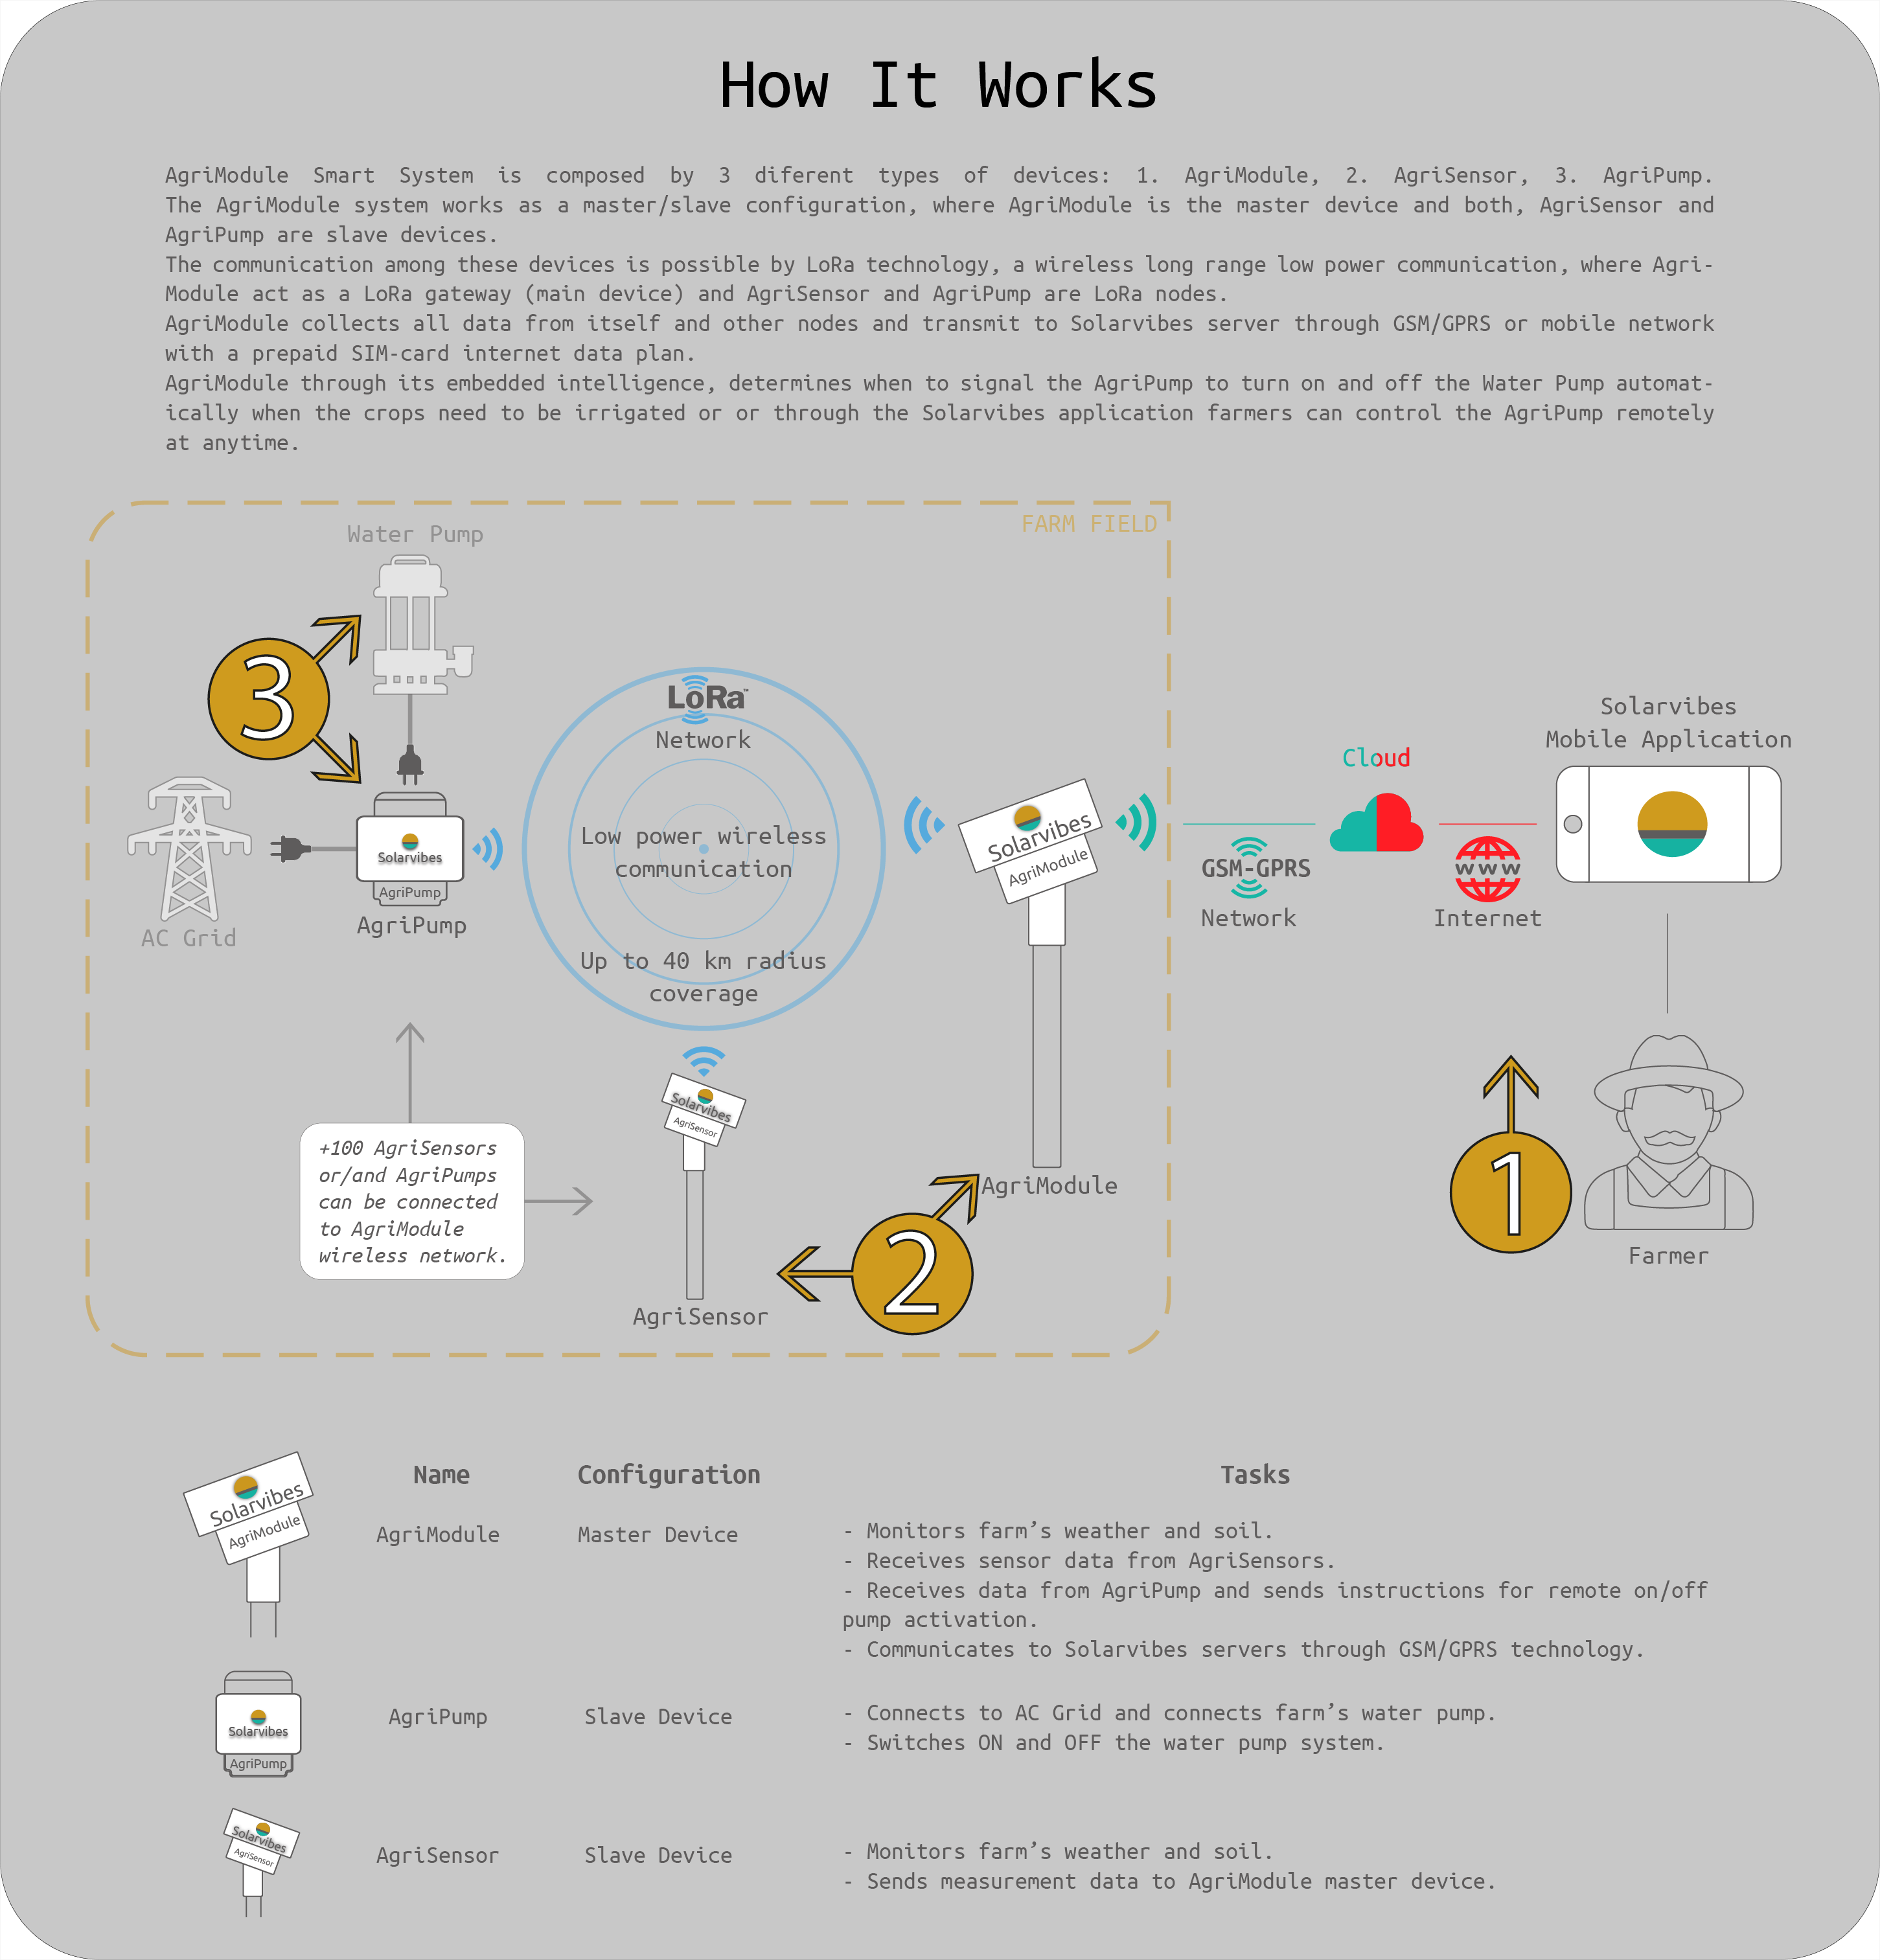 How It Works
AgriModule Smart System is composed by 3 diferent types of devices: 1. AgriModule, 2. AgriSensor, 3. AgriPump.
The AgriModule system works as a master/slave configuration, where AgriModule is the master device and both, AgriSensor and
AgriPump are slave devices.
The communication among these devices is possible by LoRa technology, a wireless long range low power communication, where Agri-
Module act as a LoRa gateway (main device) and AgriSensor and AgriPump are LoRa nodes.
AgriModule collects all data from itself and other nodes and transmit to Solarvibes server through GSM/GPRS or mobile network
with a prepaid SIM-card internet data plan.
AgriModule through its embedded intelligence, determines when to signal the AgriPump to turn on and off the Water Pump automat-
ically when the crops need to be irrigated or or through the Solarvibes application farmers can control the AgriPump remotely
at anytime.
FARM FIELD
Water Pump
3
AC Grid
Solarvibes
AgriPump
AgriPump
LoRa™
Network
Low power wireless
communication
Up to 40 km radius
coverage
Solarvibes
AgriModule
AgriModule
GSM-GPRS
Network
Cloud
www
Internet
Solarvibes
Mobile Application
1
Farmer
+100 AgriSensors
or/and AgriPumps
can be connected
to AgriModule
wireless network.
Solarvibes
AgriSensor
AgriSensor
2
Name Configuration Tasks
Solarvibes
AgriModule
AgriModule Master Device
- Monitors farm’s weather and soil.
- Receives sensor data from AgriSensors.
- Receives data from AgriPump and sends instructions for remote on/off
pump activation.
- Communicates to Solarvibes servers through GSM/GPRS technology.
Solarvibes
AgriPump
AgriPump Slave Device
- Connects to AC Grid and connects farm’s water pump.
- Switches ON and OFF the water pump system.
Solarvibes
AgriSensor
AgriSensor Slave Device
- Monitors farm’s weather and soil.
- Sends measurement data to AgriModule master device.